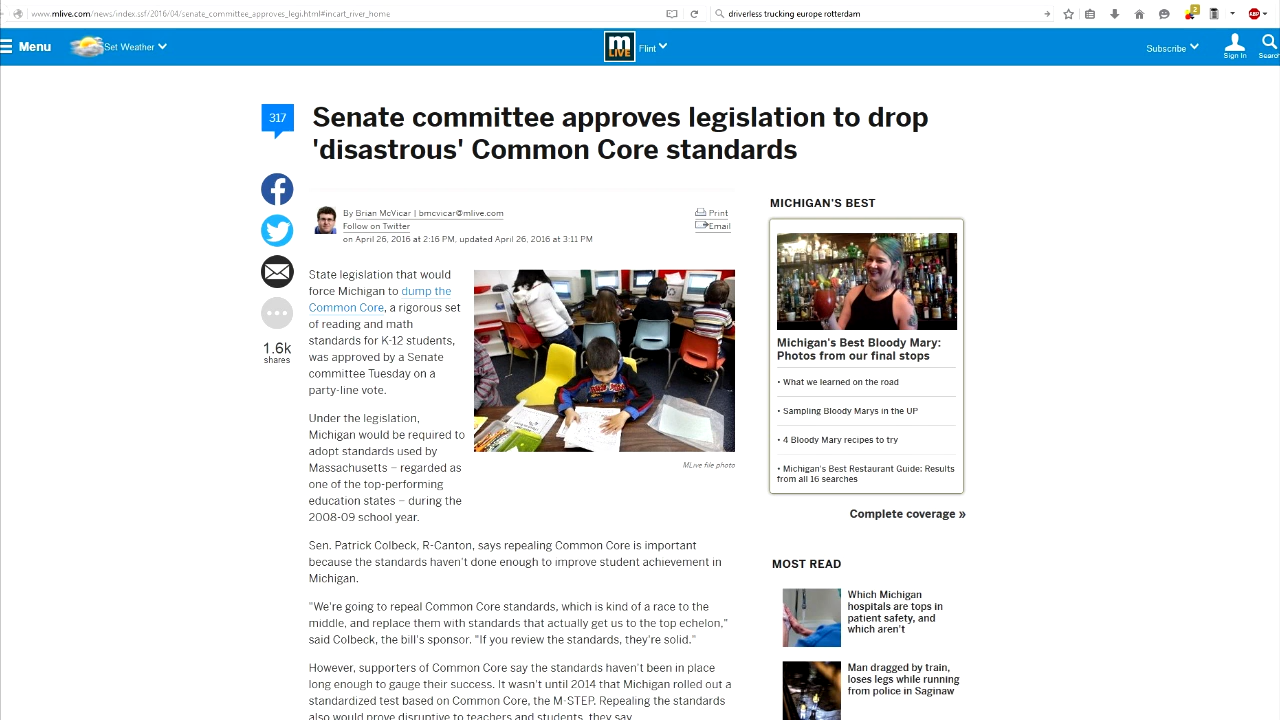 www.mlive.com/news/index.ssf/2016/04/senate_committee_approves_legi.html#incart_river_home
driverless trucking europe rotterdam
2
ABP
Menu
Set Weather
m
LIVE
Flint
Subscribe
Sign In
Search
317
Senate committee approves legislation to drop
'disastrous' Common Core standards
By Brian McVicar | bmcvicar@mlive.com
Follow on Twitter
on April 26, 2016 at 2:16 PM, updated April 26, 2016 at 3:11 PM
Print
Email
1.6k
shares
State legislation that would
force Michigan to dump the
Common Core, a rigorous set
of reading and math
standards for K-12 students,
was approved by a Senate
committee Tuesday on a
party-line vote.
MLive file photo
Under the legislation,
Michigan would be required to
adopt standards used by
Massachusetts – regarded as
one of the top-performing
education states – during the
2008-09 school year.
Sen. Patrick Colbeck, R-Canton, says repealing Common Core is important
because the standards haven't done enough to improve student achievement in
Michigan.
"We're going to repeal Common Core standards, which is kind of a race to the
middle, and replace them with standards that actually get us to the top echelon,"
said Colbeck, the bill's sponsor. "If you review the standards, they're solid."
However, supporters of Common Core say the standards haven't been in place
long enough to gauge their success. It wasn't until 2014 that Michigan rolled out a
standardized test based on Common Core, the M-STEP. Repealing the standards
also would prove disruptive to teachers and students, they say.
MICHIGAN'S BEST
Michigan's Best Bloody Mary:
Photos from our final stops
• What we learned on the road
• Sampling Bloody Marys in the UP
• 4 Bloody Mary recipes to try
• Michigan's Best Restaurant Guide: Results
from all 16 searches
Complete coverage »
MOST READ
Which Michigan
hospitals are tops in
patient safety, and
which aren't
Man dragged by train,
loses legs while running
from police in Saginaw